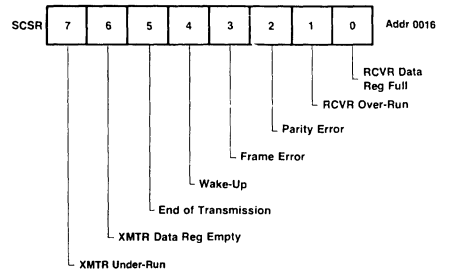 SCSR 7 6 5 4 3 2 1 0 Addr 0016
RCVR Data
Reg Full
RCVR Over-Run
Parity Error
Frame Error
Wake-Up
End of Transmission
XMTR Data Reg Empty
XMTR Under-Run